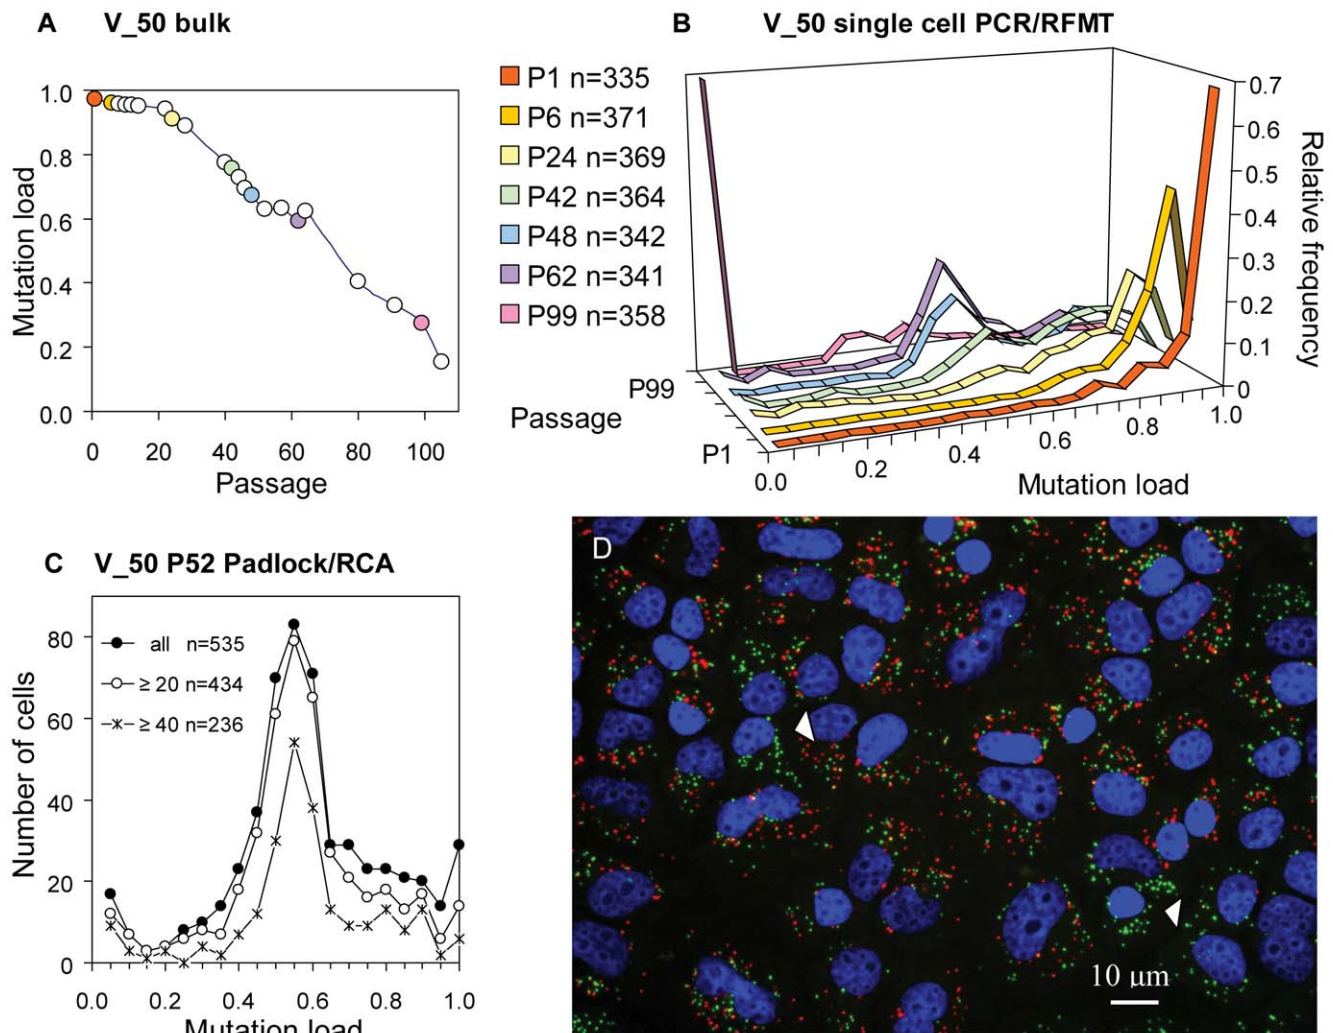 A V_50 bulk
1.0
0.8
0.6
0.4
0.2
0.0
Mutation load
0 20 40 60 80 100
Passage
P1 n=335
P6 n=371
P24 n=369
P42 n=364
P48 n=342
P62 n=341
P99 n=358
B V_50 single cell PCR/RFMT
0.7
0.6
0.5
0.4
0.3
0.2
0.1
0
Relative frequency
P99
Passage
P1
0.0 0.2 0.4 0.6 0.8 1.0
Mutation load
C V_50 P52 Padlock/RCA
80
60
40
20
0
Number of cells
all n=535
≥ 20 n=434
≥ 40 n=236
0.0 0.2 0.4 0.6 0.8 1.0
Mutation load
D
10 µm